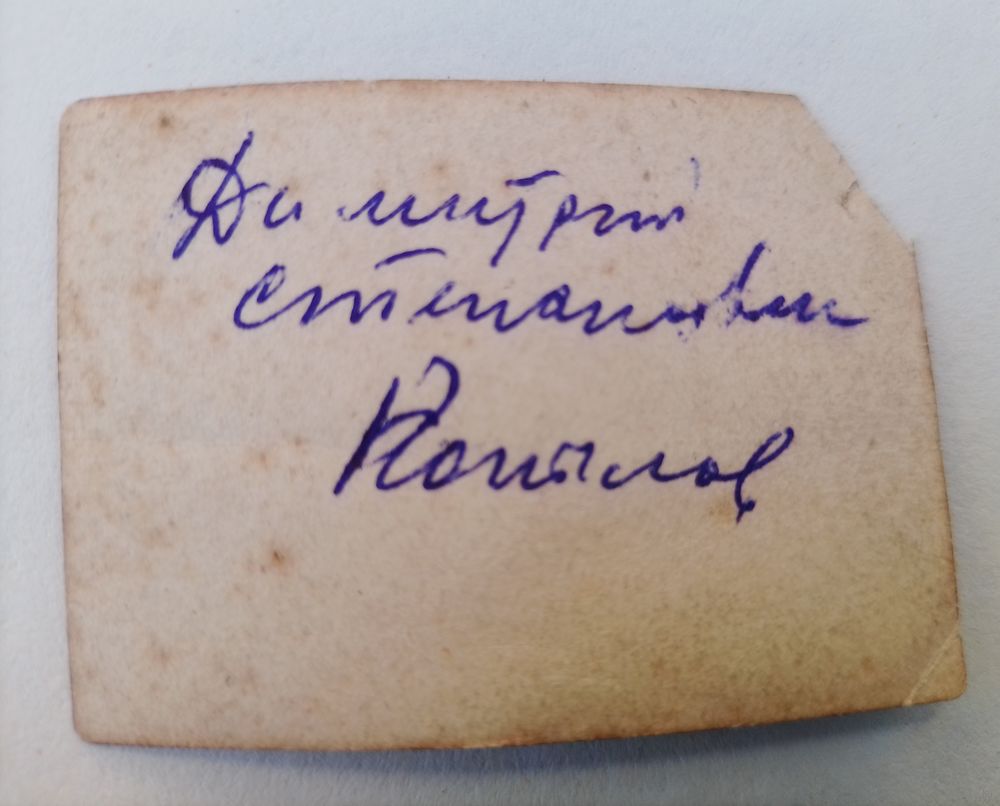 Димитрий
Степанович
Копылов